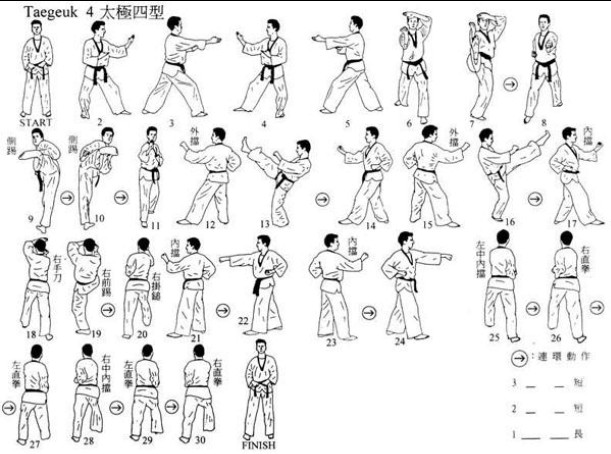 Taegeuk 4 太極四型
START 2 3 4 5 6 7 8
側踢 側踢 外擋 外擋 內擋
9 10 11 12 13 14 15 16 17
右手刀 右前踢 右掛鎚 內擋 內擋 左中內擋 右直拳
18 19 20 21 22 23 24 25 26
:連環動作
左直拳 右中內擋 左直拳 右直拳
3 短
2 短
1 長
27 28 29 30 FINISH